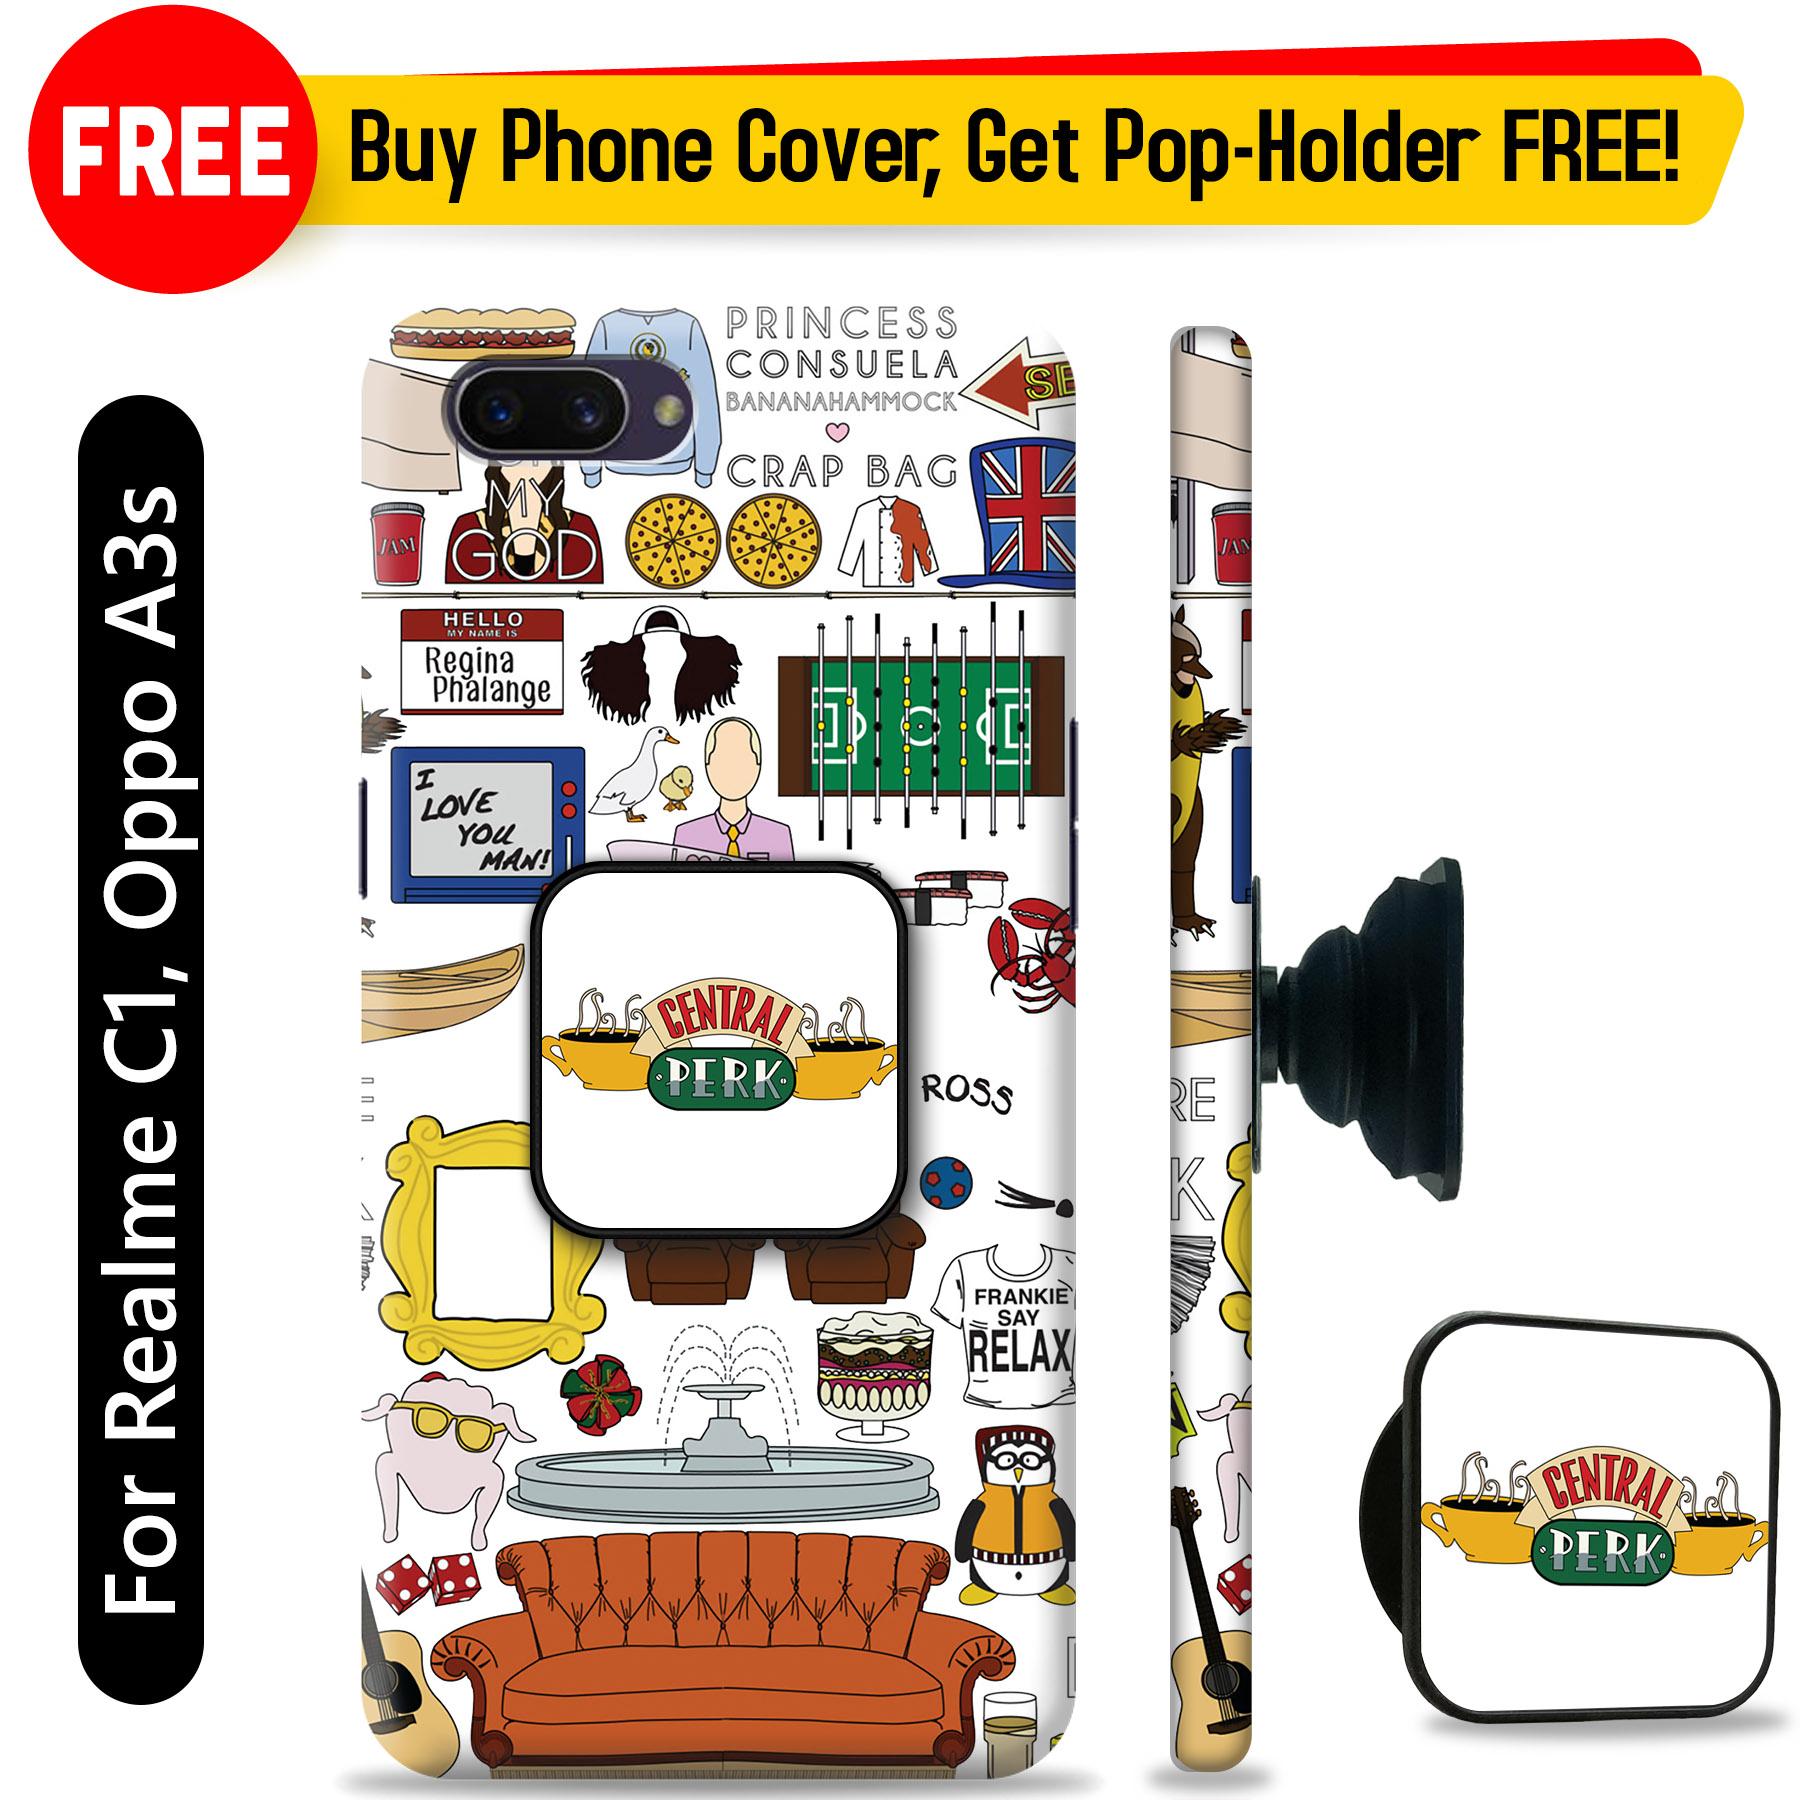 FREE
Buy Phone Cover, Get Pop-Holder FREE!
For Realme C1, Oppo A3s
PRINCESS
CONSUELA
BANANAHAMMOCK
CRAP BAG
MY
GOD
JAM
HELLO
MY NAME IS
Regina
Phalange
I
LOVE
YOU
MAN!
CENTRAL
PERK
ROSS
FRANKIE
SAY
RELAX
RE
K
CENTRAL
PERK